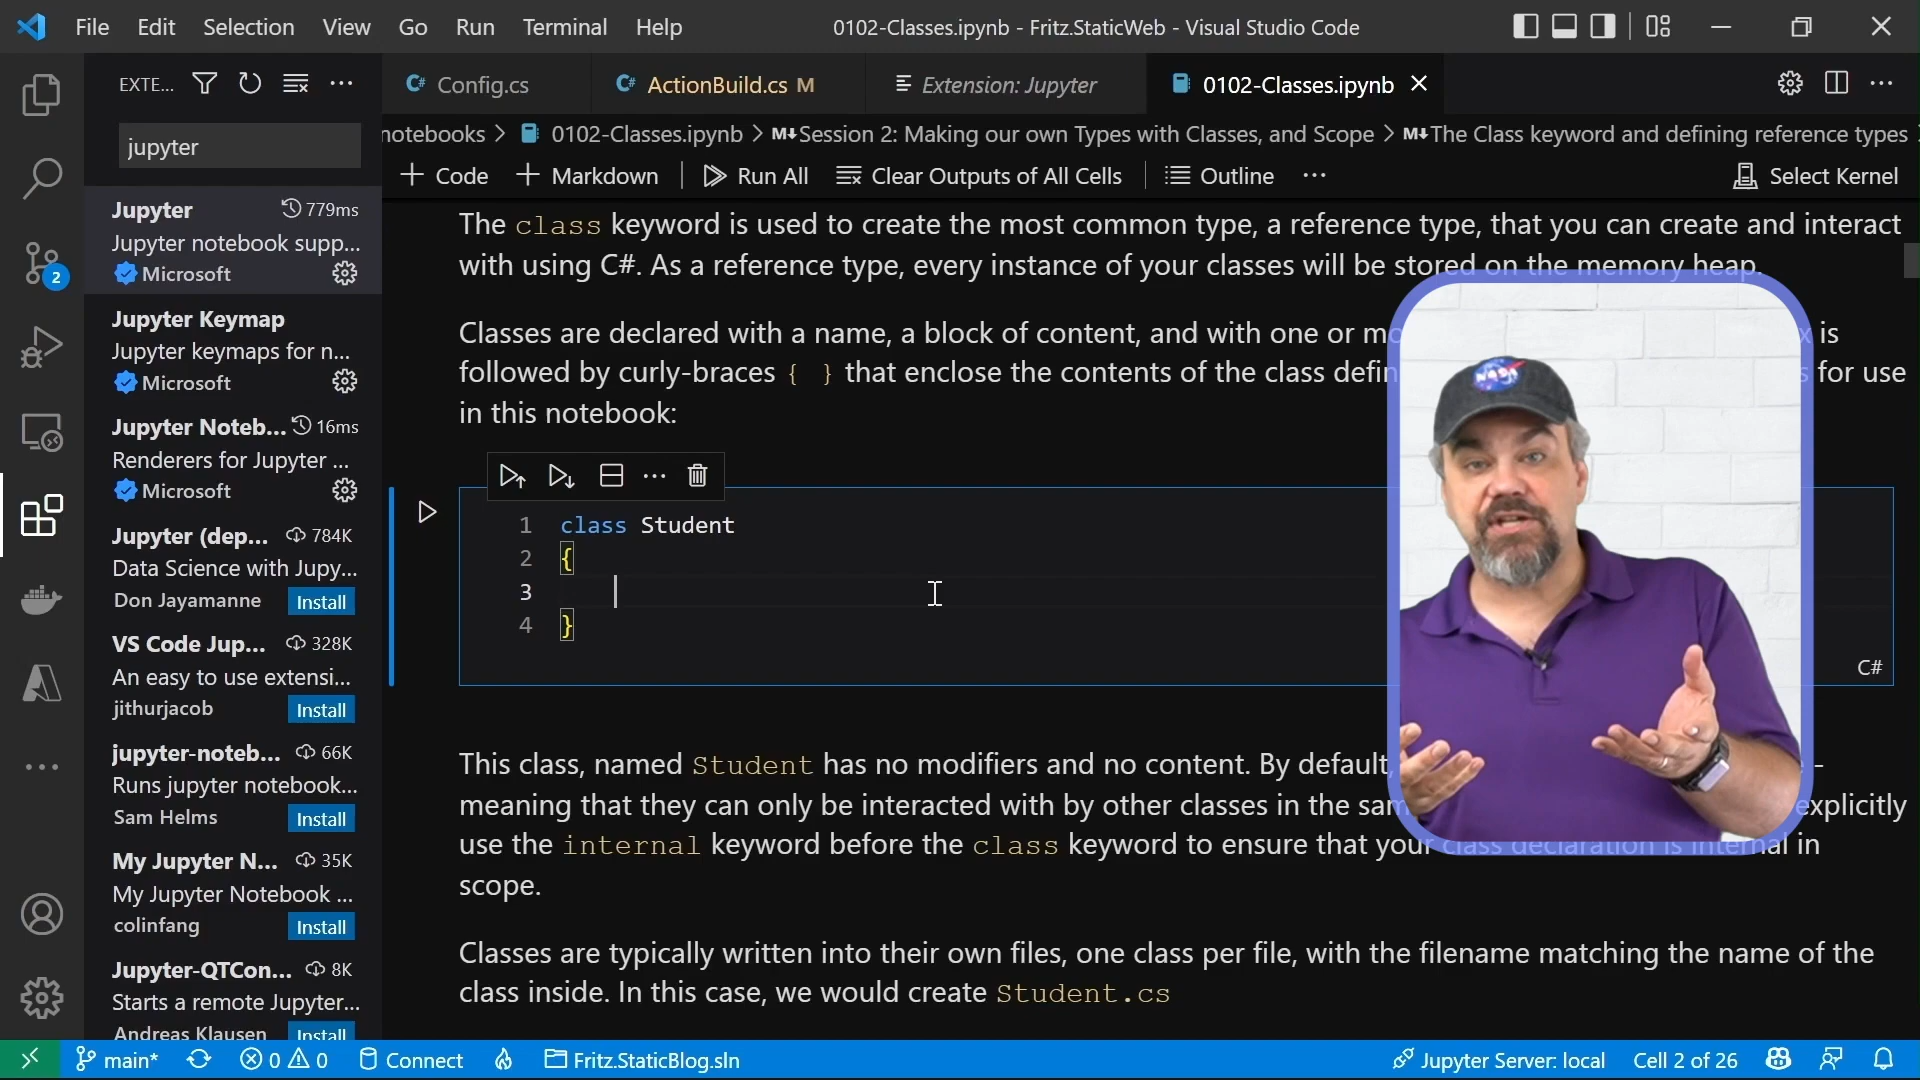 File Edit Selection View Go Run Terminal Help
0102-Classes.ipynb - Fritz.StaticWeb - Visual Studio Code
EXTE...
Config.cs
ActionBuild.cs M
Extension: Jupyter
0102-Classes.ipynb
jupyter
notebooks > 0102-Classes.ipynb > M↓Session 2: Making our own Types with Classes, and Scope > M↓The Class keyword and defining reference types
Code Markdown Run All Clear Outputs of All Cells Outline ... Select Kernel
Jupyter 779ms
Jupyter notebook supp...
Microsoft
Jupyter Keymap
Jupyter keymaps for n...
Microsoft
Jupyter Noteb... 16ms
Renderers for Jupyter ...
Microsoft
Jupyter (dep... 784K
Data Science with Jupy...
Don Jayamanne Install
VS Code Jup... 328K
An easy to use extensi...
jithurjacob Install
jupyter-noteb... 66K
Runs jupyter notebook...
Sam Helms Install
My Jupyter N... 35K
My Jupyter Notebook ...
colinfang Install
Jupyter-QTCon... 8K
Starts a remote Jupyter...
Andreas Klausen Install
2
The class keyword is used to create the most common type, a reference type, that you can create and interact
with using C#. As a reference type, every instance of your classes will be stored on the memory heap.
Classes are declared with a name, a block of content, and with one or mo x is
followed by curly-braces { } that enclose the contents of the class defin s for use
in this notebook:
1 class Student
2 {
3
4 }
C#
This class, named Student has no modifiers and no content. By default, -
meaning that they can only be interacted with by other classes in the sam explicitly
use the internal keyword before the class keyword to ensure that your class declaration is internal in
scope.
Classes are typically written into their own files, one class per file, with the filename matching the name of the
class inside. In this case, we would create Student.cs
NASA
main* 0 0 Connect Fritz.StaticBlog.sln Jupyter Server: local Cell 2 of 26